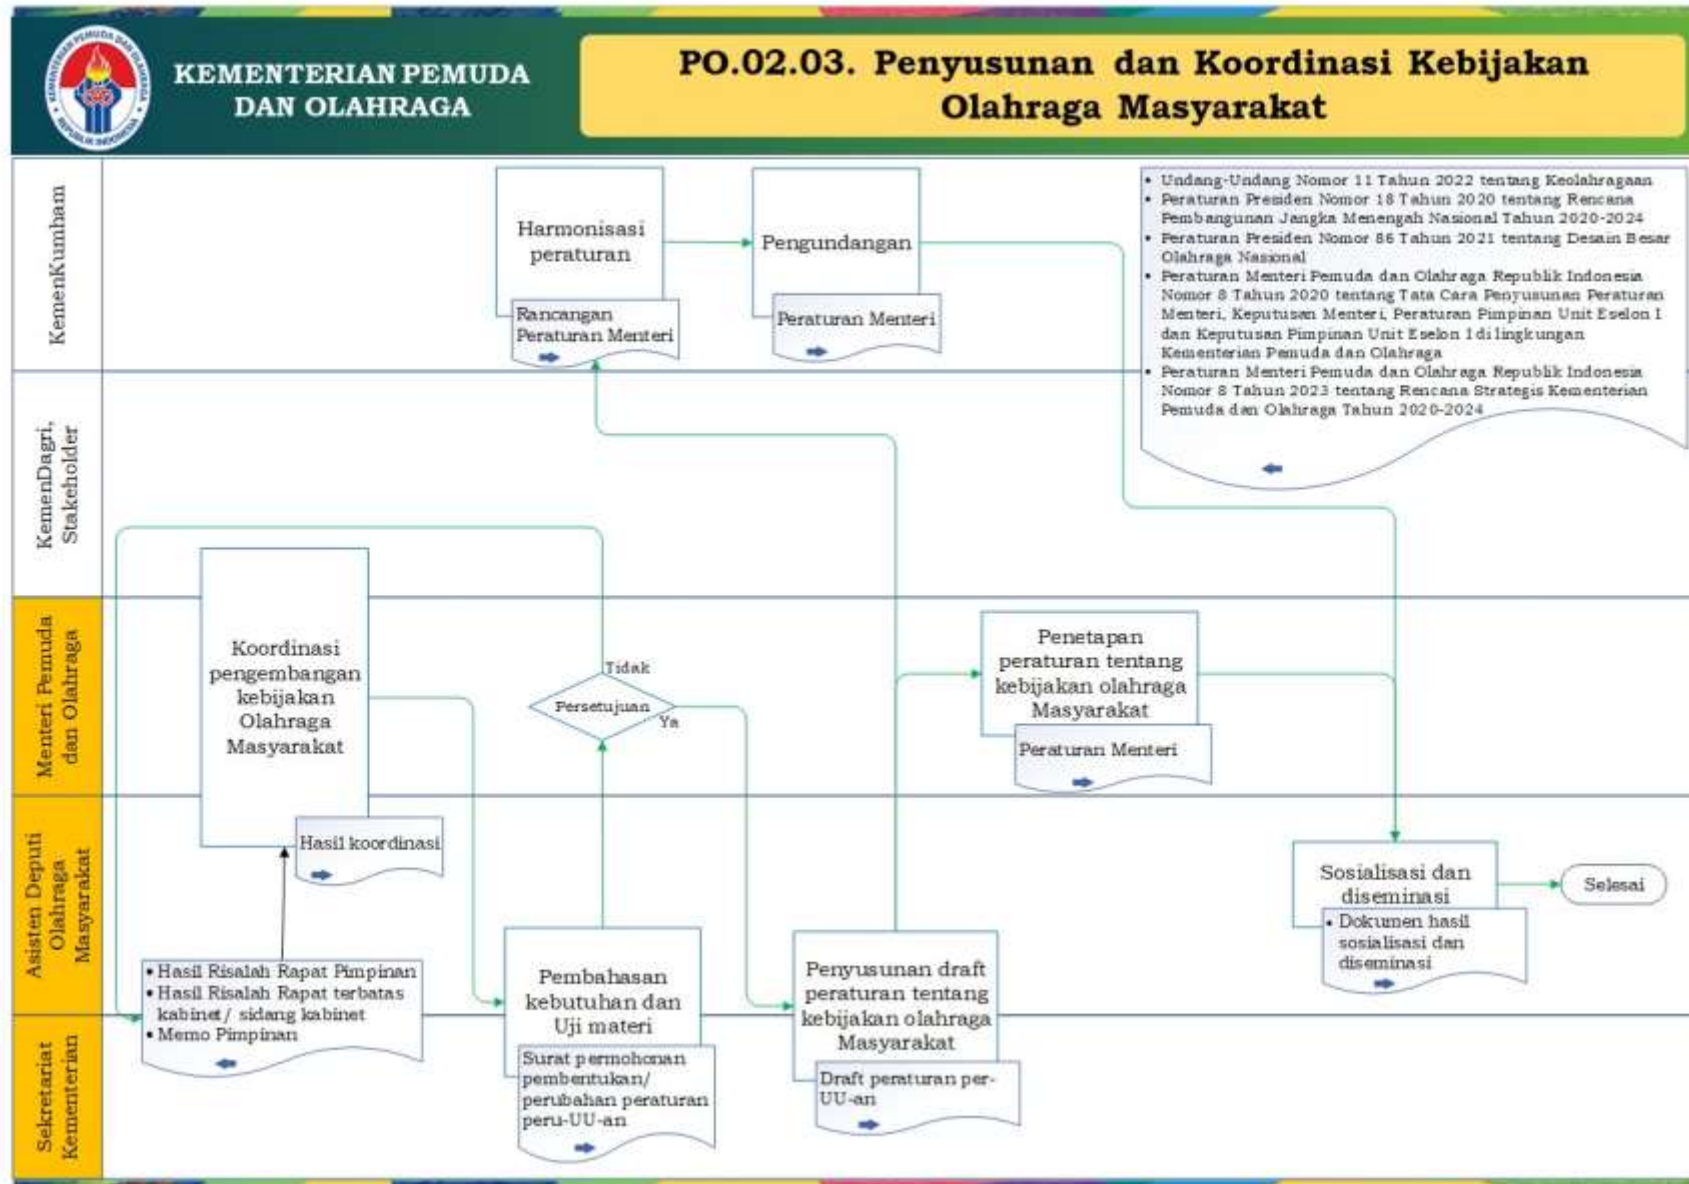 KEMENTERIAN PEMUDA DAN OLAHRAGA
REPUBLIK INDONESIA
KEMENTERIAN PEMUDA
DAN OLAHRAGA
PO.02.03. Penyusunan dan Koordinasi Kebijakan
Olahraga Masyarakat
KemenKumham
Harmonisasi
peraturan
Rancangan
Peraturan Menteri
Pengundangan
Peraturan Menteri
• Undang-Undang Nomor 11 Tahun 2022 tentang Keolahragaan
• Peraturan Presiden Nomor 18 Tahun 2020 tentang Rencana
Pembangunan Jangka Menengah Nasional Tahun 2020-2024
• Peraturan Presiden Nomor 86 Tahun 2021 tentang Desain Besar
Olahraga Nasional
• Peraturan Menteri Pemuda dan Olahraga Republik Indonesia
Nomor 8 Tahun 2020 tentang Tata Cara Penyusunan Peraturan
Menteri, Keputusan Menteri, Peraturan Pimpinan Unit Eselon I
dan Keputusan Pimpinan Unit Eselon I di lingkungan
Kementerian Pemuda dan Olahraga
• Peraturan Menteri Pemuda dan Olahraga Republik Indonesia
Nomor 8 Tahun 2023 tentang Rencana Strategis Kementerian
Pemuda dan Olahraga Tahun 2020-2024
KemenDagri,
Stakeholder
Menteri Pemuda
dan Olahraga
Koordinasi
pengembangan
kebijakan
Olahraga
Masyarakat
Hasil koordinasi
Tidak
Persetujuan
Ya
Penetapan
peraturan tentang
kebijakan olahraga
Masyarakat
Peraturan Menteri
Asisten Deputi
Olahraga
Masyarakat
• Hasil Risalah Rapat Pimpinan
• Hasil Risalah Rapat terbatas
kabinet/ sidang kabinet
• Memo Pimpinan
Pembahasan
kebutuhan dan
Uji materi
Surat permohonan
pembentukan/
perubahan peraturan
peru-UU-an
Penyusunan draft
peraturan tentang
kebijakan olahraga
Masyarakat
Draft peraturan per-
UU-an
Sosialisasi dan
diseminasi
• Dokumen hasil
sosialisasi dan
diseminasi
Selesai
Sekretariat
Kementerian